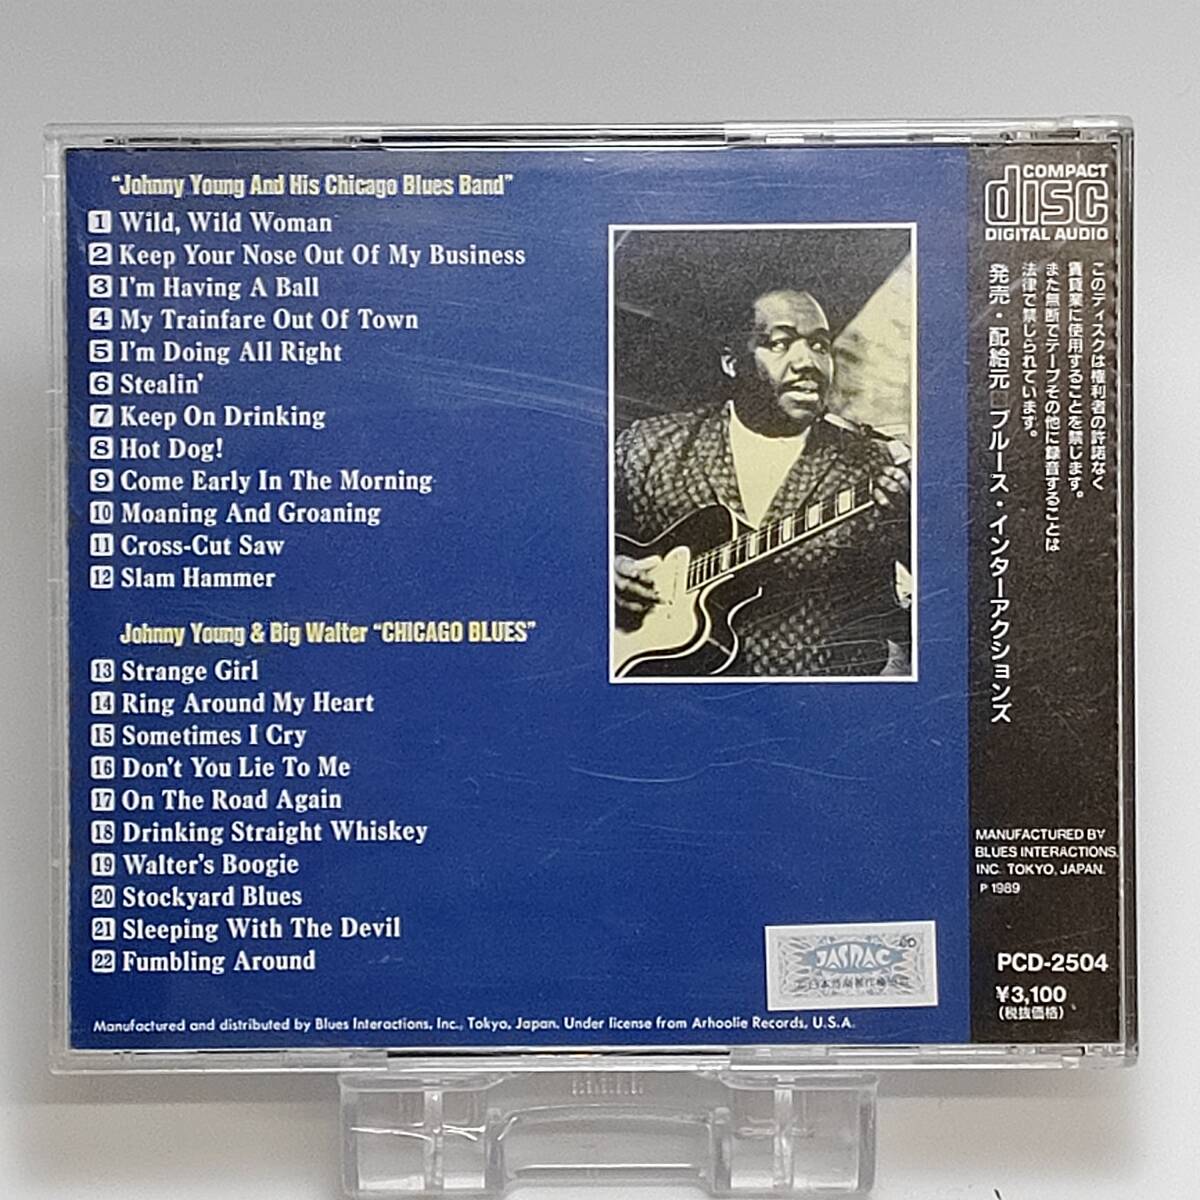 "Johnny Young And His Chicago Blues Band"
1 Wild, Wild Woman
2 Keep Your Nose Out Of My Business
3 I'm Having A Ball
4 My Trainfare Out Of Town
5 I'm Doing All Right
6 Stealin'
7 Keep On Drinking
8 Hot Dog!
9 Come Early In The Morning
10 Moaning And Groaning
11 Cross-Cut Saw
12 Slam Hammer
Johnny Young & Big Walter "CHICAGO BLUES"
13 Strange Girl
14 Ring Around My Heart
15 Sometimes I Cry
16 Don't You Lie To Me
17 On The Road Again
18 Drinking Straight Whiskey
19 Walter's Boogie
20 Stockyard Blues
21 Sleeping With The Devil
22 Fumbling Around
JASRAC
Manufactured and distributed by Blues Interactions, Inc., Tokyo, Japan. Under license from Arhoolie Records, U.S.A.
COMPACT
disc
DIGITAL AUDIO
このディスクは権利者の許諾なく
賃貸業に使用することを禁じます。
また無断でテープその他に録音することは
法律で禁じられています。
発売・配給元□ブルース・インターアクションズ
MANUFACTURED BY
BLUES INTERACTIONS,
INC. TOKYO, JAPAN.
P 1989
PCD-2504
¥3,100
(税抜価格)